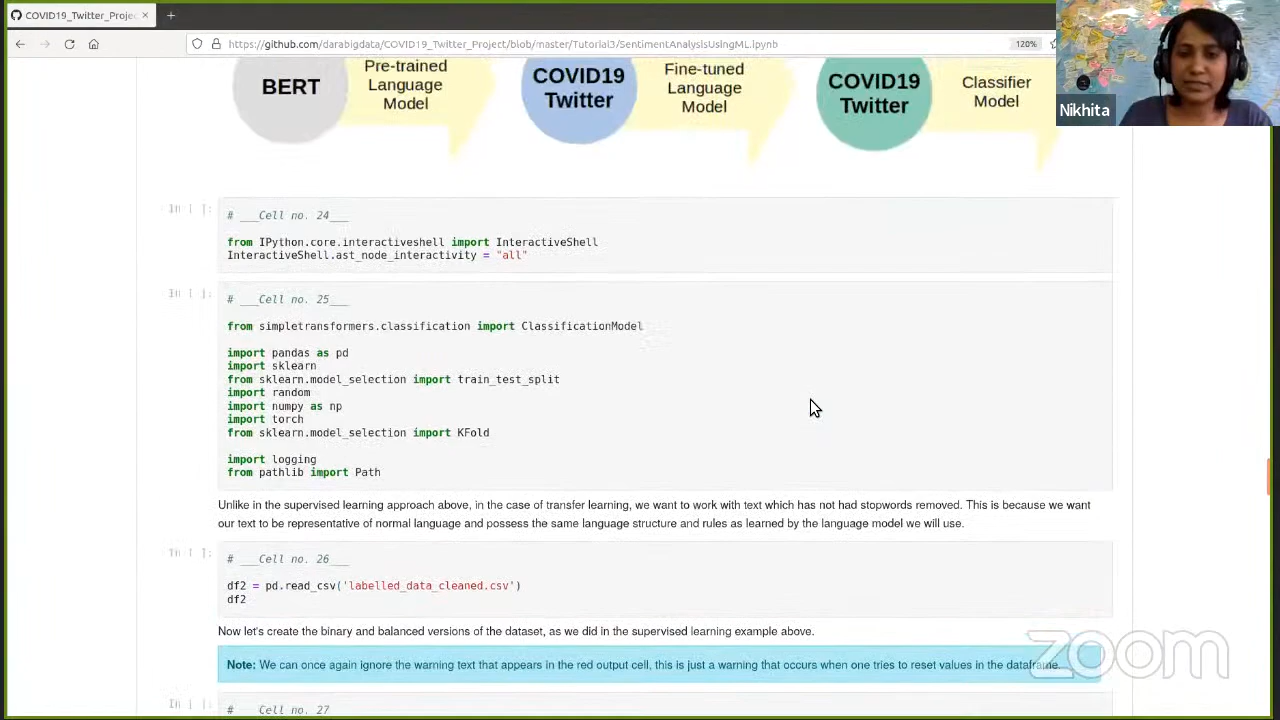 COVID19_Twitter_Projec
https://github.com/darabigdata/COVID19_Twitter_Project/blob/master/Tutorial3/SentimentAnalysisUsingML.ipynb
120%
Nikhita
BERT
Pre-trained
Language
Model
COVID19
Twitter
Fine-tuned
Language
Model
COVID19
Twitter
Classifier
Model
In [ ]:
# ___Cell no. 24___
from IPython.core.interactiveshell import InteractiveShell
InteractiveShell.ast_node_interactivity = "all"
In [ ]:
# ___Cell no. 25___
from simpletransformers.classification import ClassificationModel
import pandas as pd
import sklearn
from sklearn.model_selection import train_test_split
import random
import numpy as np
import torch
from sklearn.model_selection import KFold
import logging
from pathlib import Path
Unlike in the supervised learning approach above, in the case of transfer learning, we want to work with text which has not had stopwords removed. This is because we want
our text to be representative of normal language and possess the same language structure and rules as learned by the language model we will use.
In [ ]:
# ___Cell no. 26___
df2 = pd.read_csv('labelled_data_cleaned.csv')
df2
Now let's create the binary and balanced versions of the dataset, as we did in the supervised learning example above.
Note: We can once again ignore the warning text that appears in the red output cell, this is just a warning that occurs when one tries to reset values in the dataframe.
zoom
In [ ]:
# ___Cell no. 27